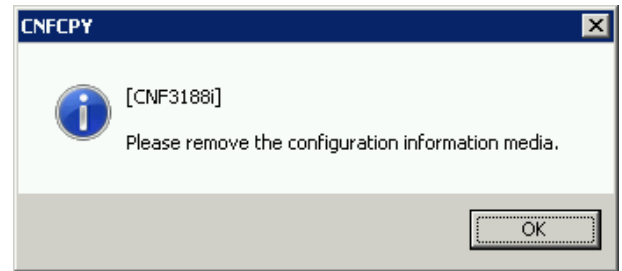 CNFCPY
[CNF3188i]
Please remove the configuration information media.
OK